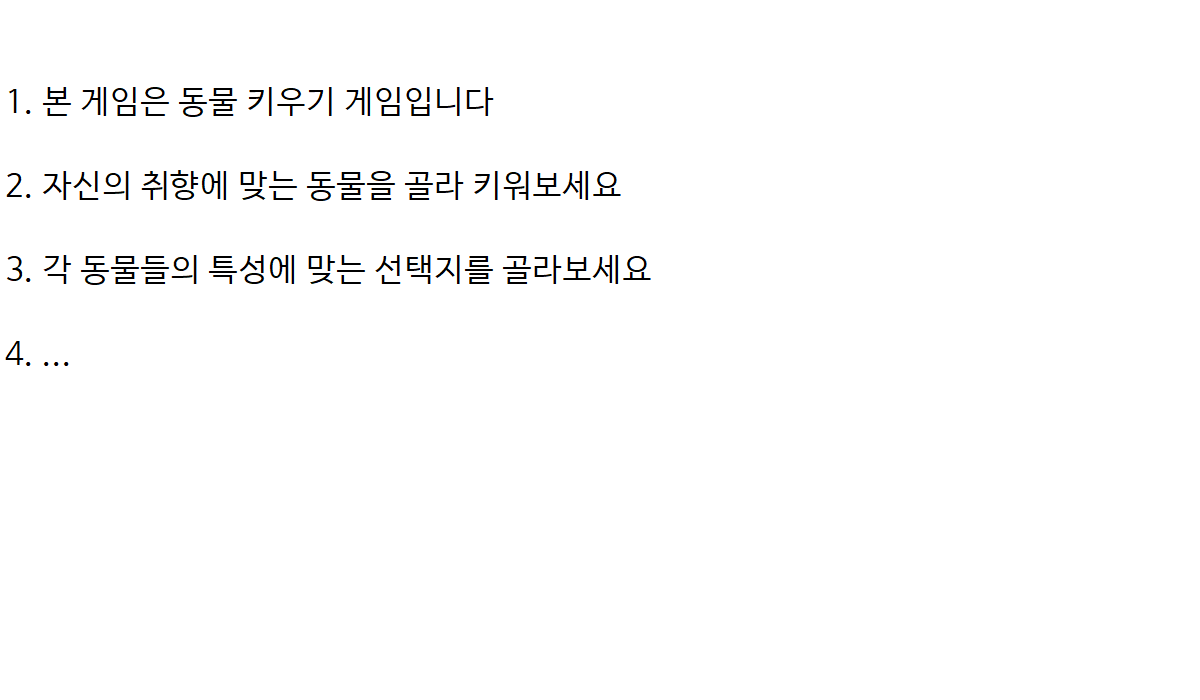 1. 본 게임은 동물 키우기 게임입니다
2. 자신의 취향에 맞는 동물을 골라 키워보세요
3. 각 동물들의 특성에 맞는 선택지를 골라보세요
4. ...